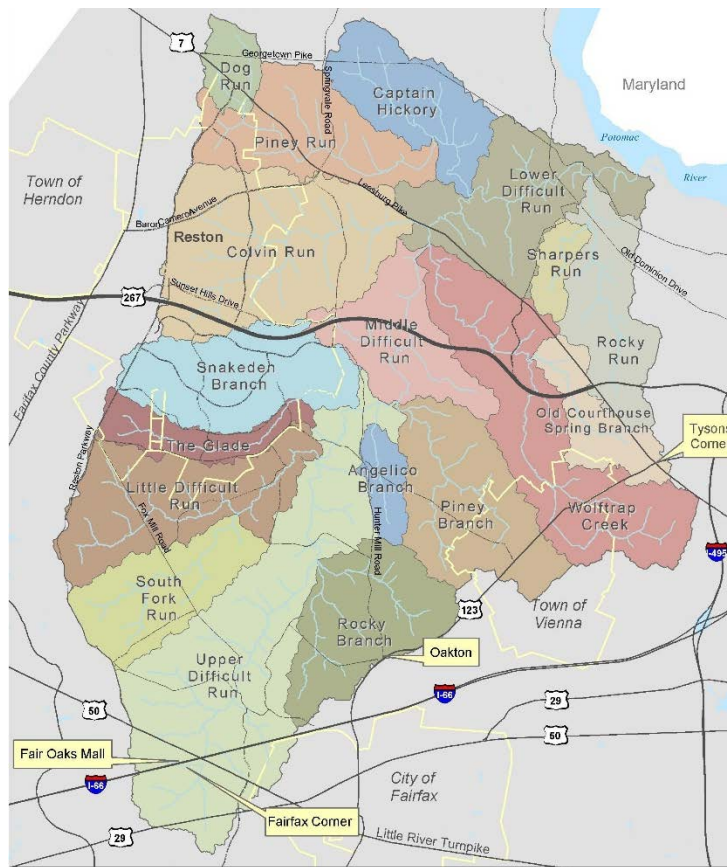 7
Georgetown Pike
Dog
Run
Springvale Road
Captain
Hickory
Maryland
Piney Run
Potomac
River
Town of
Herndon
Lower
Difficult
Run
Leesburg Pike
Baron Cameron Avenue
Reston
Colvin Run
Sharpers
Run
Old Dominion Drive
Sunset Hills Drive
267
Middle
Difficult
Run
Rocky
Run
Fairfax County Parkway
Snakeden
Branch
Old Courthouse
Spring Branch
Tysons
Corner
The Glade
Reston Parkway
Angelico
Branch
Little Difficult
Run
Fox Mill Road
Hunter Mill Road
Piney
Branch
Wolftrap
Creek
I-495
South
Fork
Run
123
Town of
Vienna
Rocky
Branch
Oakton
Upper
Difficult
Run
I-66
50
29
50
Fair Oaks Mall
I-66
City of
Fairfax
Fairfax Corner
29
Little River Turnpike